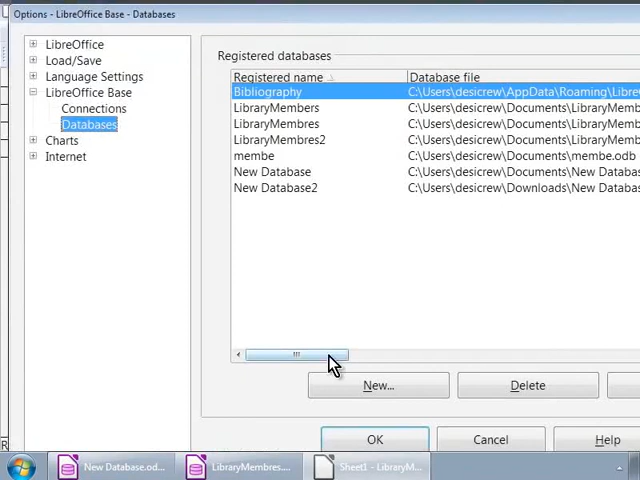 Options - LibreOffice Base - Databases
LibreOffice
Load/Save
Language Settings
LibreOffice Base
Connections
Databases
Charts
Internet
Registered databases
Registered name Database file
Bibliography C:\Users\desicrew\AppData\Roaming\Libre
LibraryMembers C:\Users\desicrew\Documents\LibraryMemb
LibraryMembres C:\Users\desicrew\Documents\LibraryMemb
LibraryMembres2 C:\Users\desicrew\Documents\LibraryMemb
membe C:\Users\desicrew\Documents\membe.odb
New Database C:\Users\desicrew\Documents\New Databas
New Database2 C:\Users\desicrew\Downloads\New Databas
New... Delete
OK Cancel Help
New Database.od... LibraryMembres.... Sheet1 - LibraryM...